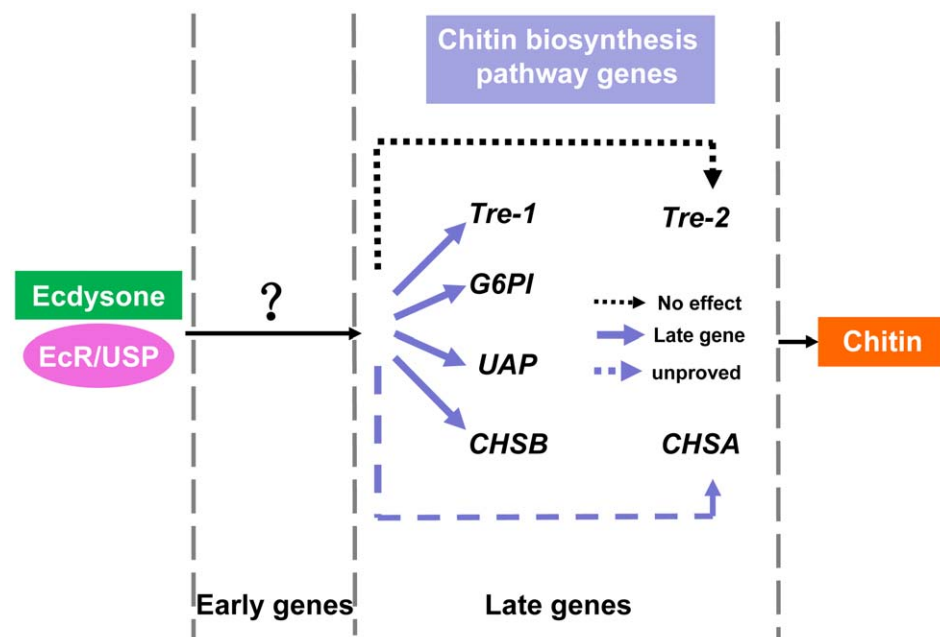 Chitin biosynthesis
pathway genes
Tre-1
Tre-2
Ecdysone
EcR/USP
?
G6PI
UAP
No effect
Late gene
unproved
Chitin
CHSB
CHSA
Early genes
Late genes